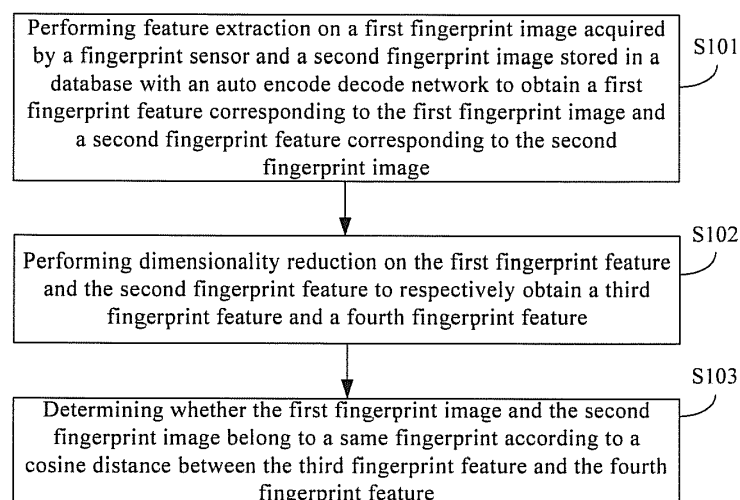 Performing feature extraction on a first fingerprint image acquired
by a fingerprint sensor and a second fingerprint image stored in a
database with an auto encode decode network to obtain a first
fingerprint feature corresponding to the first fingerprint image and
a second fingerprint feature corresponding to the second
fingerprint image
S101
Performing dimensionality reduction on the first fingerprint feature
and the second fingerprint feature to respectively obtain a third
fingerprint feature and a fourth fingerprint feature
S102
Determining whether the first fingerprint image and the second
fingerprint image belong to a same fingerprint according to a
cosine distance between the third fingerprint feature and the fourth
fingerprint feature
S103